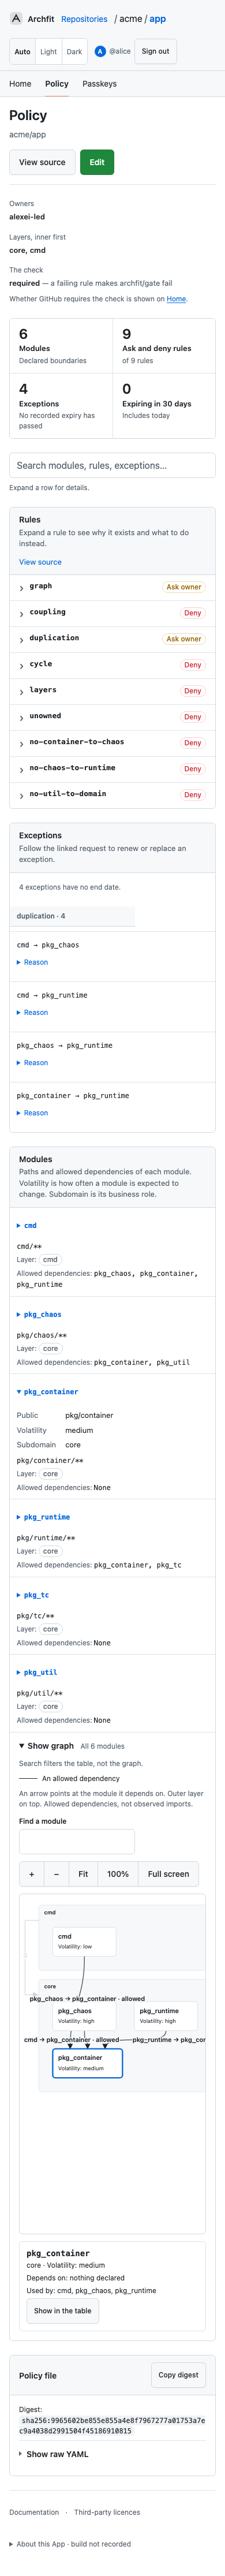 Archfit Repositories / acme / app
Auto Light Dark A @alice Sign out
Home Policy Passkeys
Policy
acme/app
View source Edit
Owners
alexei-led
Layers, inner first
core, cmd
The check
required — a failing rule makes archfit/gate fail
Whether GitHub requires the check is shown on Home.
6
Modules
Declared boundaries
9
Ask and deny rules
of 9 rules
4
Exceptions
No recorded expiry has
passed
0
Expiring in 30 days
Includes today
Search modules, rules, exceptions...
Expand a row for details.
Rules
Expand a rule to see why it exists and what to do
instead.
View source
graph Ask owner
coupling Deny
duplication Ask owner
cycle Deny
layers Deny
unowned Deny
no-container-to-chaos Deny
no-chaos-to-runtime Deny
no-util-to-domain Deny
Exceptions
Follow the linked request to renew or replace an
exception.
4 exceptions have no end date.
duplication · 4
cmd → pkg_chaos
Reason
cmd → pkg_runtime
Reason
pkg_chaos → pkg_runtime
Reason
pkg_container → pkg_runtime
Reason
Modules
Paths and allowed dependencies of each module.
Volatility is how often a module is expected to
change. Subdomain is its business role.
cmd
cmd/**
Layer: cmd
Allowed dependencies: pkg_chaos, pkg_container,
pkg_runtime
pkg_chaos
pkg/chaos/**
Layer: core
Allowed dependencies: pkg_container, pkg_util
pkg_container
Public pkg/container
Volatility medium
Subdomain core
pkg/container/**
Layer: core
Allowed dependencies: None
pkg_runtime
pkg/runtime/**
Layer: core
Allowed dependencies: pkg_container, pkg_tc
pkg_tc
pkg/tc/**
Layer: core
Allowed dependencies: None
pkg_util
pkg/util/**
Layer: core
Allowed dependencies: None
Show graph All 6 modules
Search filters the table, not the graph.
An allowed dependency
An arrow points at the module it depends on. Outer layer
on top. Allowed dependencies, not observed imports.
Find a module
+ − Fit 100% Full screen
cmd
cmd
Volatility: low
core
pkg_chaos → pkg_container · allowed
pkg_chaos
Volatility: high
pkg_runtime
Volatility: high
cmd → pkg_container · allowed
pkg_runtime → pkg_con
pkg_container
Volatility: medium
pkg_container
core · Volatility: medium
Depends on: nothing declared
Used by: cmd, pkg_chaos, pkg_runtime
Show in the table
Policy file Copy digest
Digest:
sha256:9965602be855e855a4e8f7967277a01753a7e
c9a4038d2991504f45186910815
Show raw YAML
Documentation · Third-party licences
About this App · build not recorded